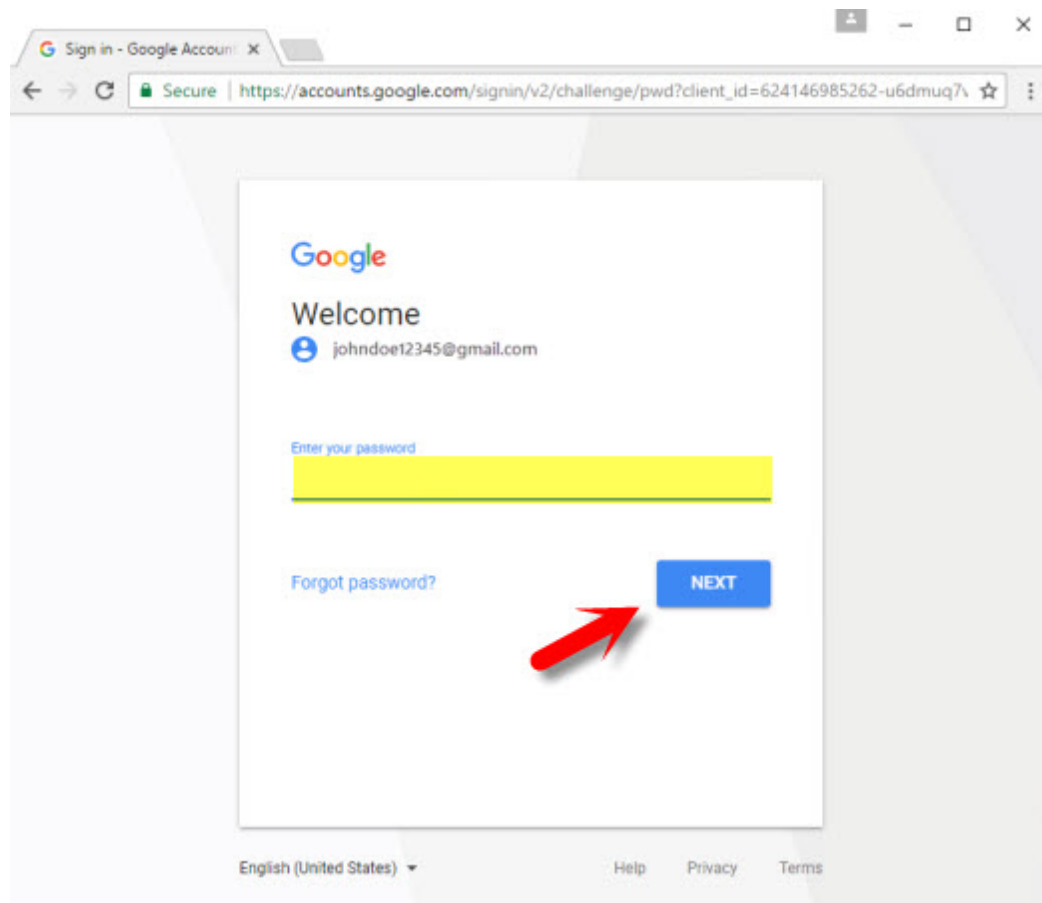 Sign in - Google Accoun
Secure https://accounts.google.com/signin/v2/challenge/pwd?client_id=624146985262-u6dmuq7
Google
Welcome
johndoe12345@gmail.com
Enter your password
Forgot password?
NEXT
English (United States)
Help Privacy Terms